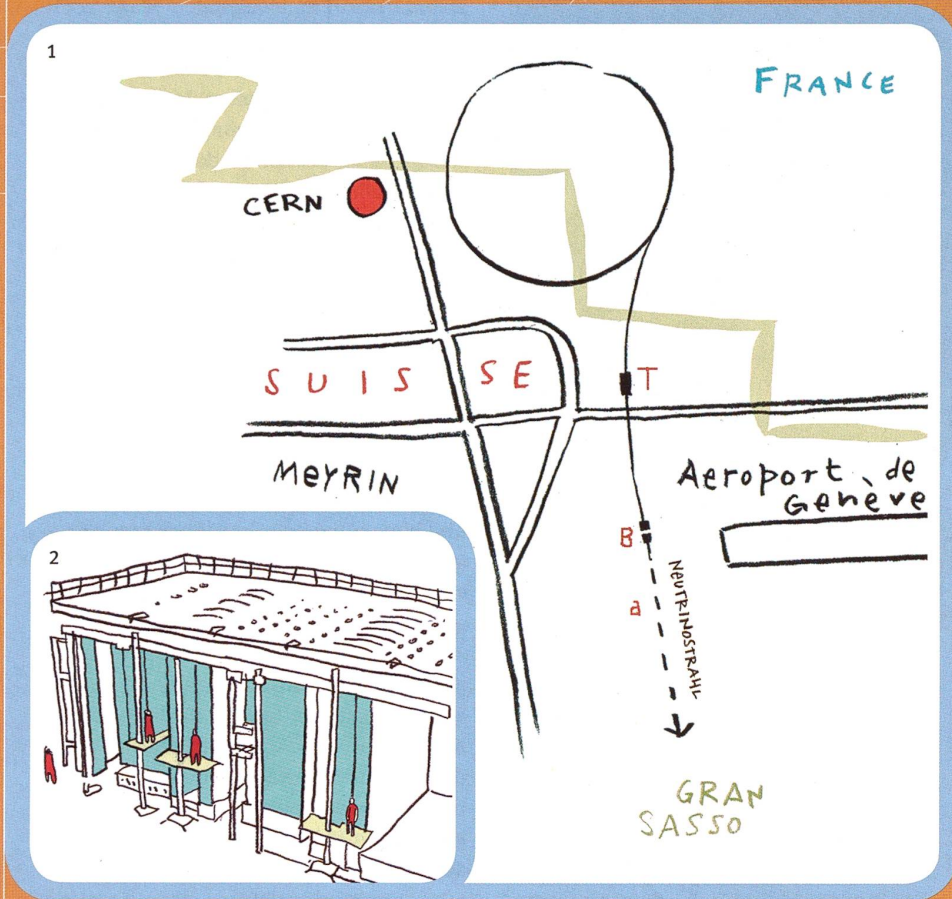 1
FRANCE
CERN
SUISSE
T
MEYRIN
Aeroport de
Genève
B
a
NEUTRINOSTRAHL
GRAN
SASSO
2